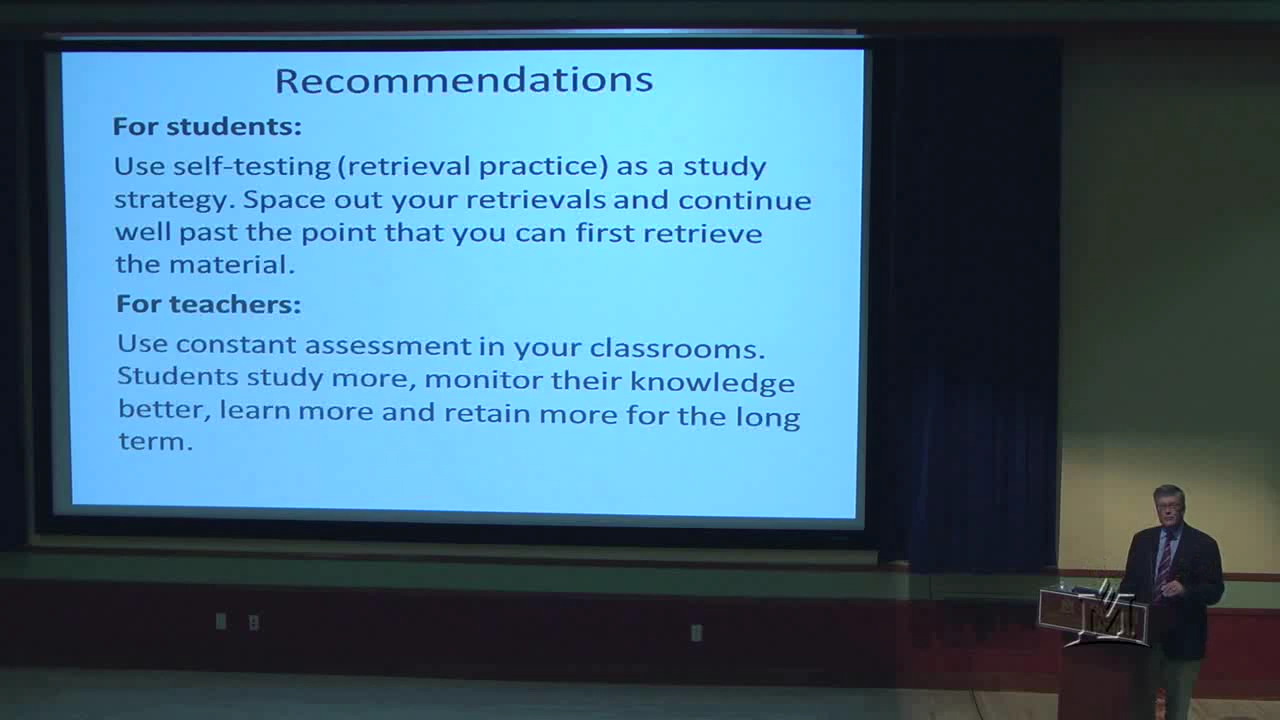 Recommendations
For students:
Use self-testing (retrieval practice) as a study
strategy. Space out your retrievals and continue
well past the point that you can first retrieve
the material.
For teachers:
Use constant assessment in your classrooms.
Students study more, monitor their knowledge
better, learn more and retain more for the long
term.
M